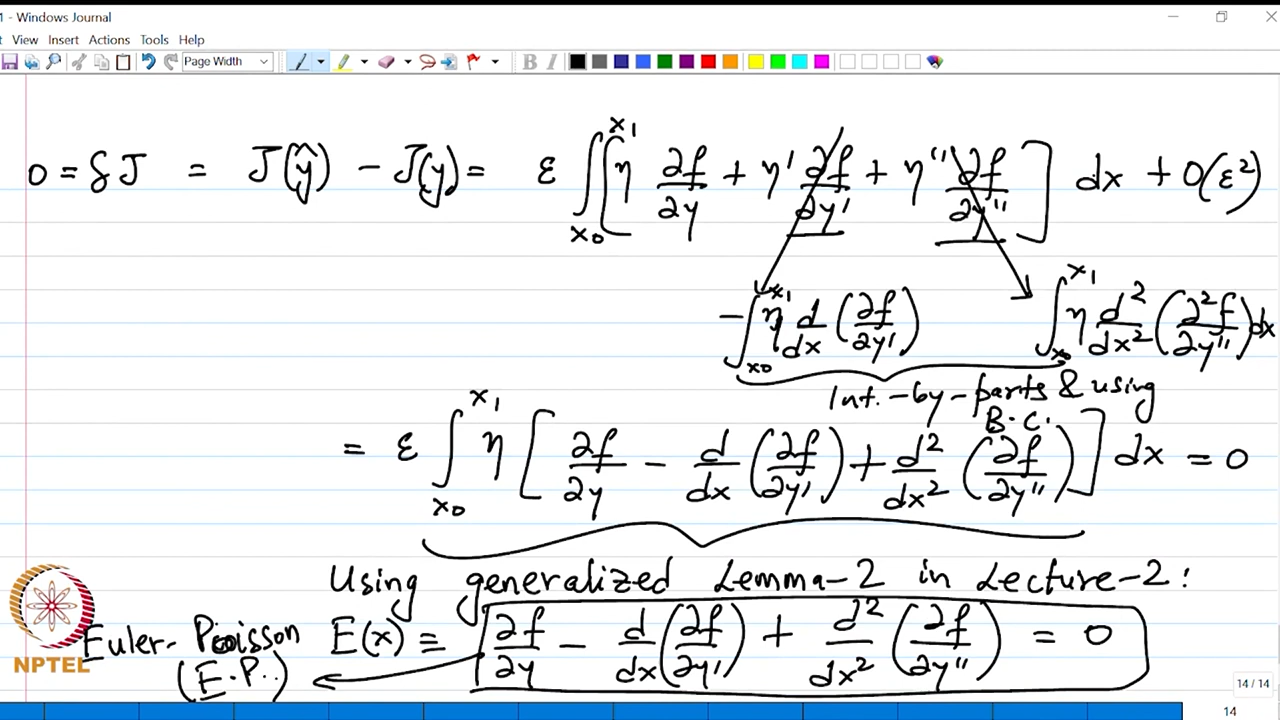 1 - Windows Journal
View Insert Actions Tools Help
Page Width
B I
0 = δJ = J(ŷ) - J(y) = ε ∫_{x0}^{x1} [ η ∂f/∂y + η' ∂f/∂y' + η'' ∂f/∂y'' ] dx + O(ε²)
- ∫_{x0}^{x1} η d/dx (∂f/∂y') ∫_{x0}^{x1} η d²/dx² (∂²f/∂y'') dx
Int. -by-parts & using
B.C.
= ε ∫_{x0}^{x1} η [ ∂f/∂y - d/dx (∂f/∂y') + d²/dx² (∂f/∂y'') ] dx = 0
Using generalized Lemma-2 in Lecture-2:
Euler-Poisson E(x) ≡ ∂f/∂y - d/dx (∂f/∂y') + d²/dx² (∂f/∂y'') = 0
(E.P.)
NPTEL
14 / 14
14